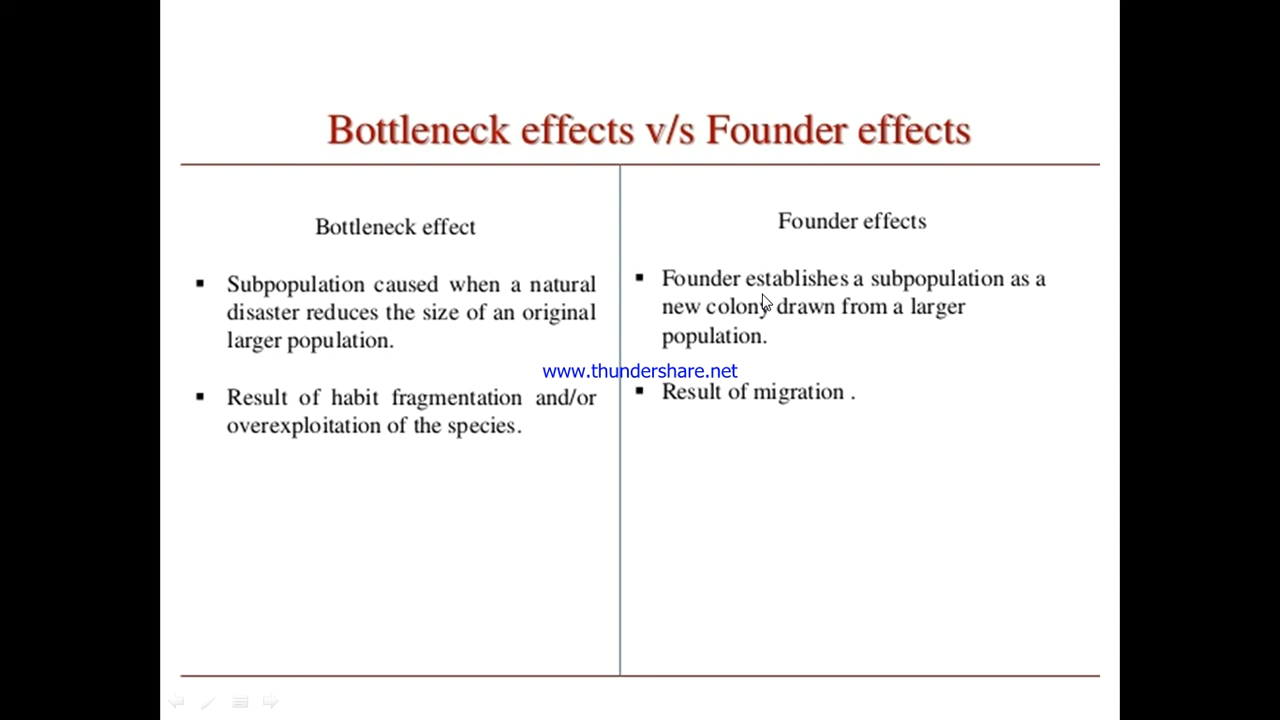 Bottleneck effects v/s Founder effects
Bottleneck effect
▪ Subpopulation caused when a natural
disaster reduces the size of an original
larger population.
▪ Result of habit fragmentation and/or
overexploitation of the species.
Founder effects
▪ Founder establishes a subpopulation as a
new colony drawn from a larger
population.
▪ Result of migration .
www.thundershare.net